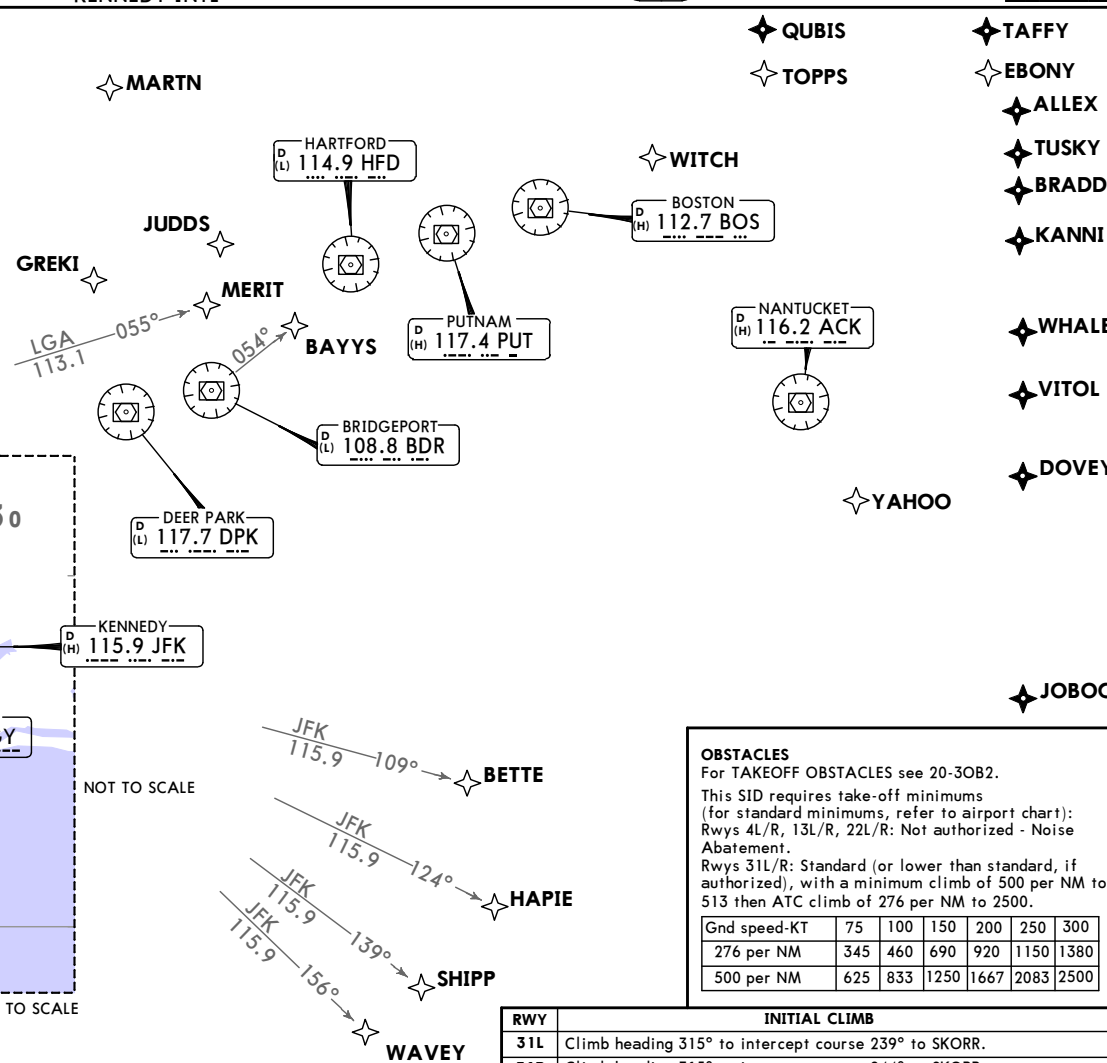 QUBIS
TAFFY
TOPPS
EBONY
MARTN
ALLEX
HARTFORD
D
(L) 114.9 HFD
WITCH
TUSKY
BRADD
BOSTON
D
(H) 112.7 BOS
JUDDS
KANNI
GREKI
MERIT
LGA
113.1
055°
054°
BAYYS
PUTNAM
D
(H) 117.4 PUT
NANTUCKET
D
(H) 116.2 ACK
WHALE
VITOL
BRIDGEPORT
D
(L) 108.8 BDR
DOVEY
YAHOO
DEER PARK
D
(L) 117.7 DPK
KENNEDY
D
(H) 115.9 JFK
JOBOC
Y
NOT TO SCALE
JFK
115.9
109°
BETTE
JFK
115.9
124°
HAPIE
JFK
115.9
139°
SHIPP
JFK
115.9
156°
WAVEY
TO SCALE
OBSTACLES
For TAKEOFF OBSTACLES see 20-3OB2.
This SID requires take-off minimums
(for standard minimums, refer to airport chart):
Rwys 4L/R, 13L/R, 22L/R: Not authorized - Noise
Abatement.
Rwys 31L/R: Standard (or lower than standard, if
authorized), with a minimum climb of 500 per NM to
513 then ATC climb of 276 per NM to 2500.
Gnd speed-KT 75 100 150 200 250 300
276 per NM 345 460 690 920 1150 1380
500 per NM 625 833 1250 1667 2083 2500
RWY INITIAL CLIMB
31L Climb heading 315° to intercept course 239° to SKORR.